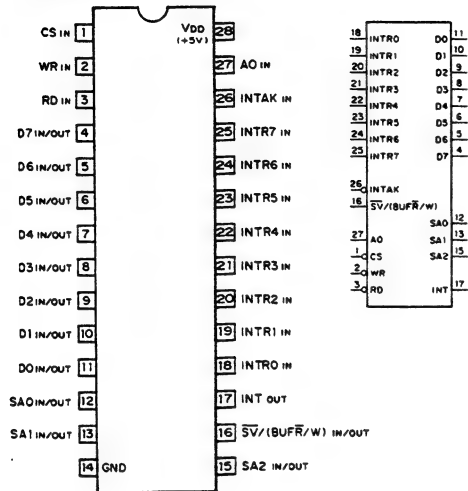 CS IN 1
WR IN 2
RD IN 3
D7 IN/OUT 4
D6 IN/OUT 5
D5 IN/OUT 6
D4 IN/OUT 7
D3 IN/OUT 8
D2 IN/OUT 9
D1 IN/OUT 10
D0 IN/OUT 11
SA0 IN/OUT 12
SA1 IN/OUT 13
14 GND
VDD 28
(+5V)
27 A0 IN
26 INTAK IN
25 INTR7 IN
24 INTR6 IN
23 INTR5 IN
22 INTR4 IN
21 INTR3 IN
20 INTR2 IN
19 INTR1 IN
18 INTR0 IN
17 INT OUT
16 S̅V̅/(BUFR̅/W) IN/OUT
15 SA2 IN/OUT
18 INTR0 D0 11
19 INTR1 D1 10
20 INTR2 D2 9
21 INTR3 D3 8
22 INTR4 D4 7
23 INTR5 D5 6
24 INTR6 D6 5
25 INTR7 D7 4
26 INTAK
16 S̅V̅/(BUFR̅/W)
SA0 12
27 A0 SA1 13
1 CS SA2 15
2 WR
3 RD INT 17